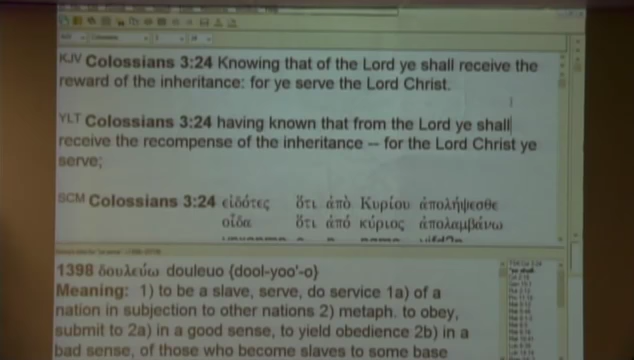 KJV Colossians 3:24 Knowing that of the Lord ye shall receive the
reward of the inheritance: for ye serve the Lord Christ.
YLT Colossians 3:24 having known that from the Lord ye shall
receive the recompense of the inheritance -- for the Lord Christ ye
serve;
SCM Colossians 3:24 εἰδότες ὅτι ἀπὸ Κυρίου ἀπολήψεσθε
οἶδα ὅτι ἀπό κύριος ἀπολαμβάνω
1398 δουλεύω douleuo {dool-yoo'-o}
Meaning: 1) to be a slave, serve, do service 1a) of a
nation in subjection to other nations 2) metaph. to obey,
submit to 2a) in a good sense, to yield obedience 2b) in a
bad sense, of those who become slaves to some base